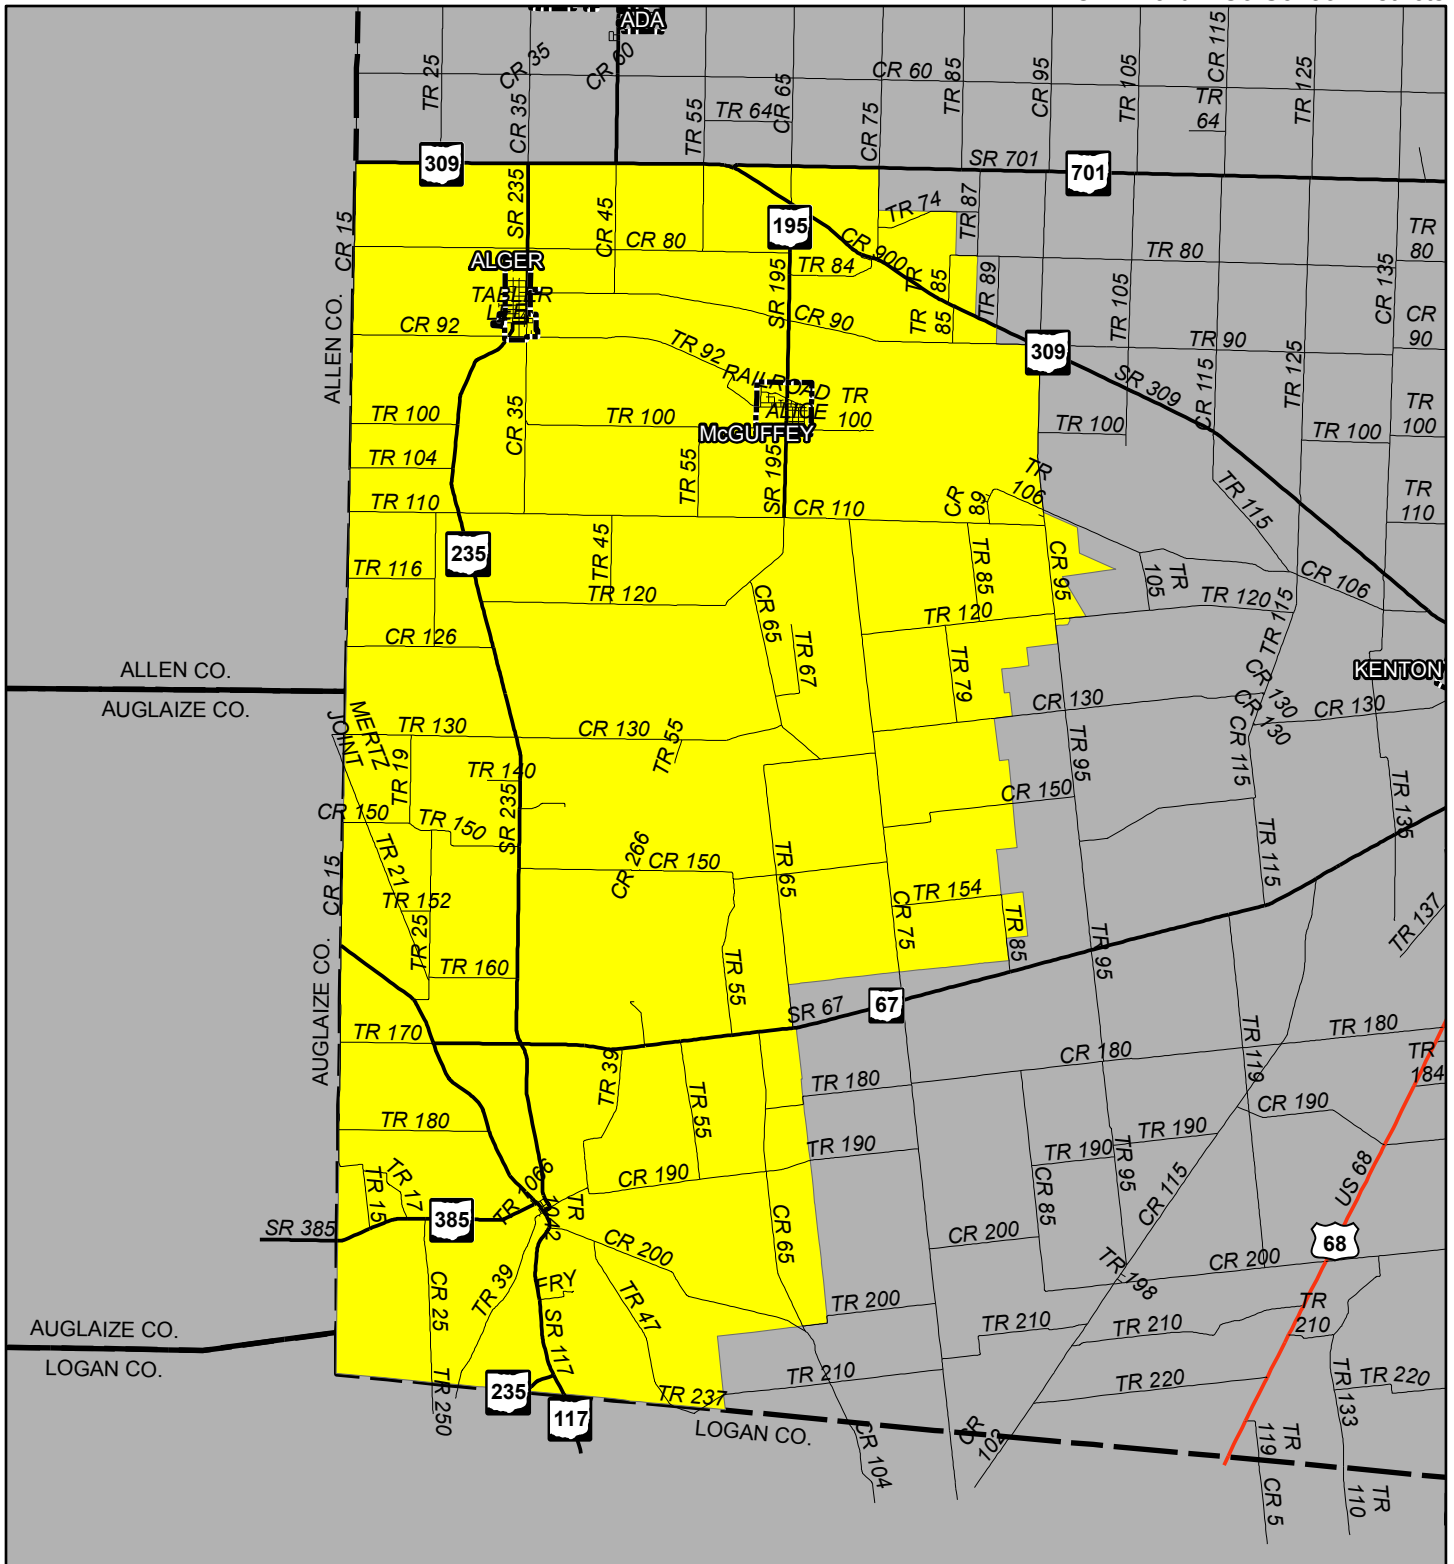 ADA
TR 25
CR 35
CR 35
CR 60
TR 55
TR 64
CR 65
CR 75
CR 60
TR 85
CR 95
TR 105
CR 115
TR
64
TR 125
309
SR 235
CR 45
SR 701
701
CR 15
ALGER
CR 80
195
CR 900
TR 74
TR 87
TR 80
TR
80
TR 84
TR
85
TR 89
TR 105
CR 135
ALLEN CO.
CR 92
SR 195
CR 90
TR
85
309
TR 90
CR
90
TR 92
RAILROAD
ALICE
McGUFFEY
TR
100
SR 309
CR 115
TR 125
TR 100
CR 35
TR 100
TR 100
TR 100
TR
100
TR 104
TR 55
SR 195
TR 110
CR 110
CR
89
TR
106
TR 115
TR
110
235
TR 116
TR 45
TR 120
TR 85
CR 95
TR
105
CR 106
TR 120
TR 120
TR 115
CR 126
CR 65
TR 67
TR 79
KENTON
ALLEN CO.
AUGLAIZE CO.
CR 130
CR 130
CR 130
CR 130
MERTZ
JOINT
TR 130
CR 130
TR 55
TR 19
TR 140
SR 235
TR 95
CR 115
TR 135
CR 150
TR 150
CR 150
TR 21
CR 266
CR 150
TR 65
TR 115
CR 15
TR 152
TR 25
CR 75
TR 154
TR 85
TR 137
AUGLAIZE CO.
TR 160
TR 55
TR 95
SR 67
67
TR 170
TR 39
TR 55
TR 180
CR 180
TR 119
TR 180
TR
184
TR 180
TR 190
TR 190
TR 190
CR 190
TR 95
TR 15
TR 17
TR 1066
TR
CR 190
CR 65
CR 85
CR 115
US 68
SR 385
385
CR 200
CR 200
CR 200
68
TR 198
CR 25
TR 39
FRY
TR 47
SR 117
TR 200
TR 210
TR 210
TR
210
AUGLAIZE CO.
LOGAN CO.
TR 210
TR 220
TR 220
TR 133
TR 250
235
117
TR 237
LOGAN CO.
CR 104
CR
102
TR
119
CR 5
TR
110